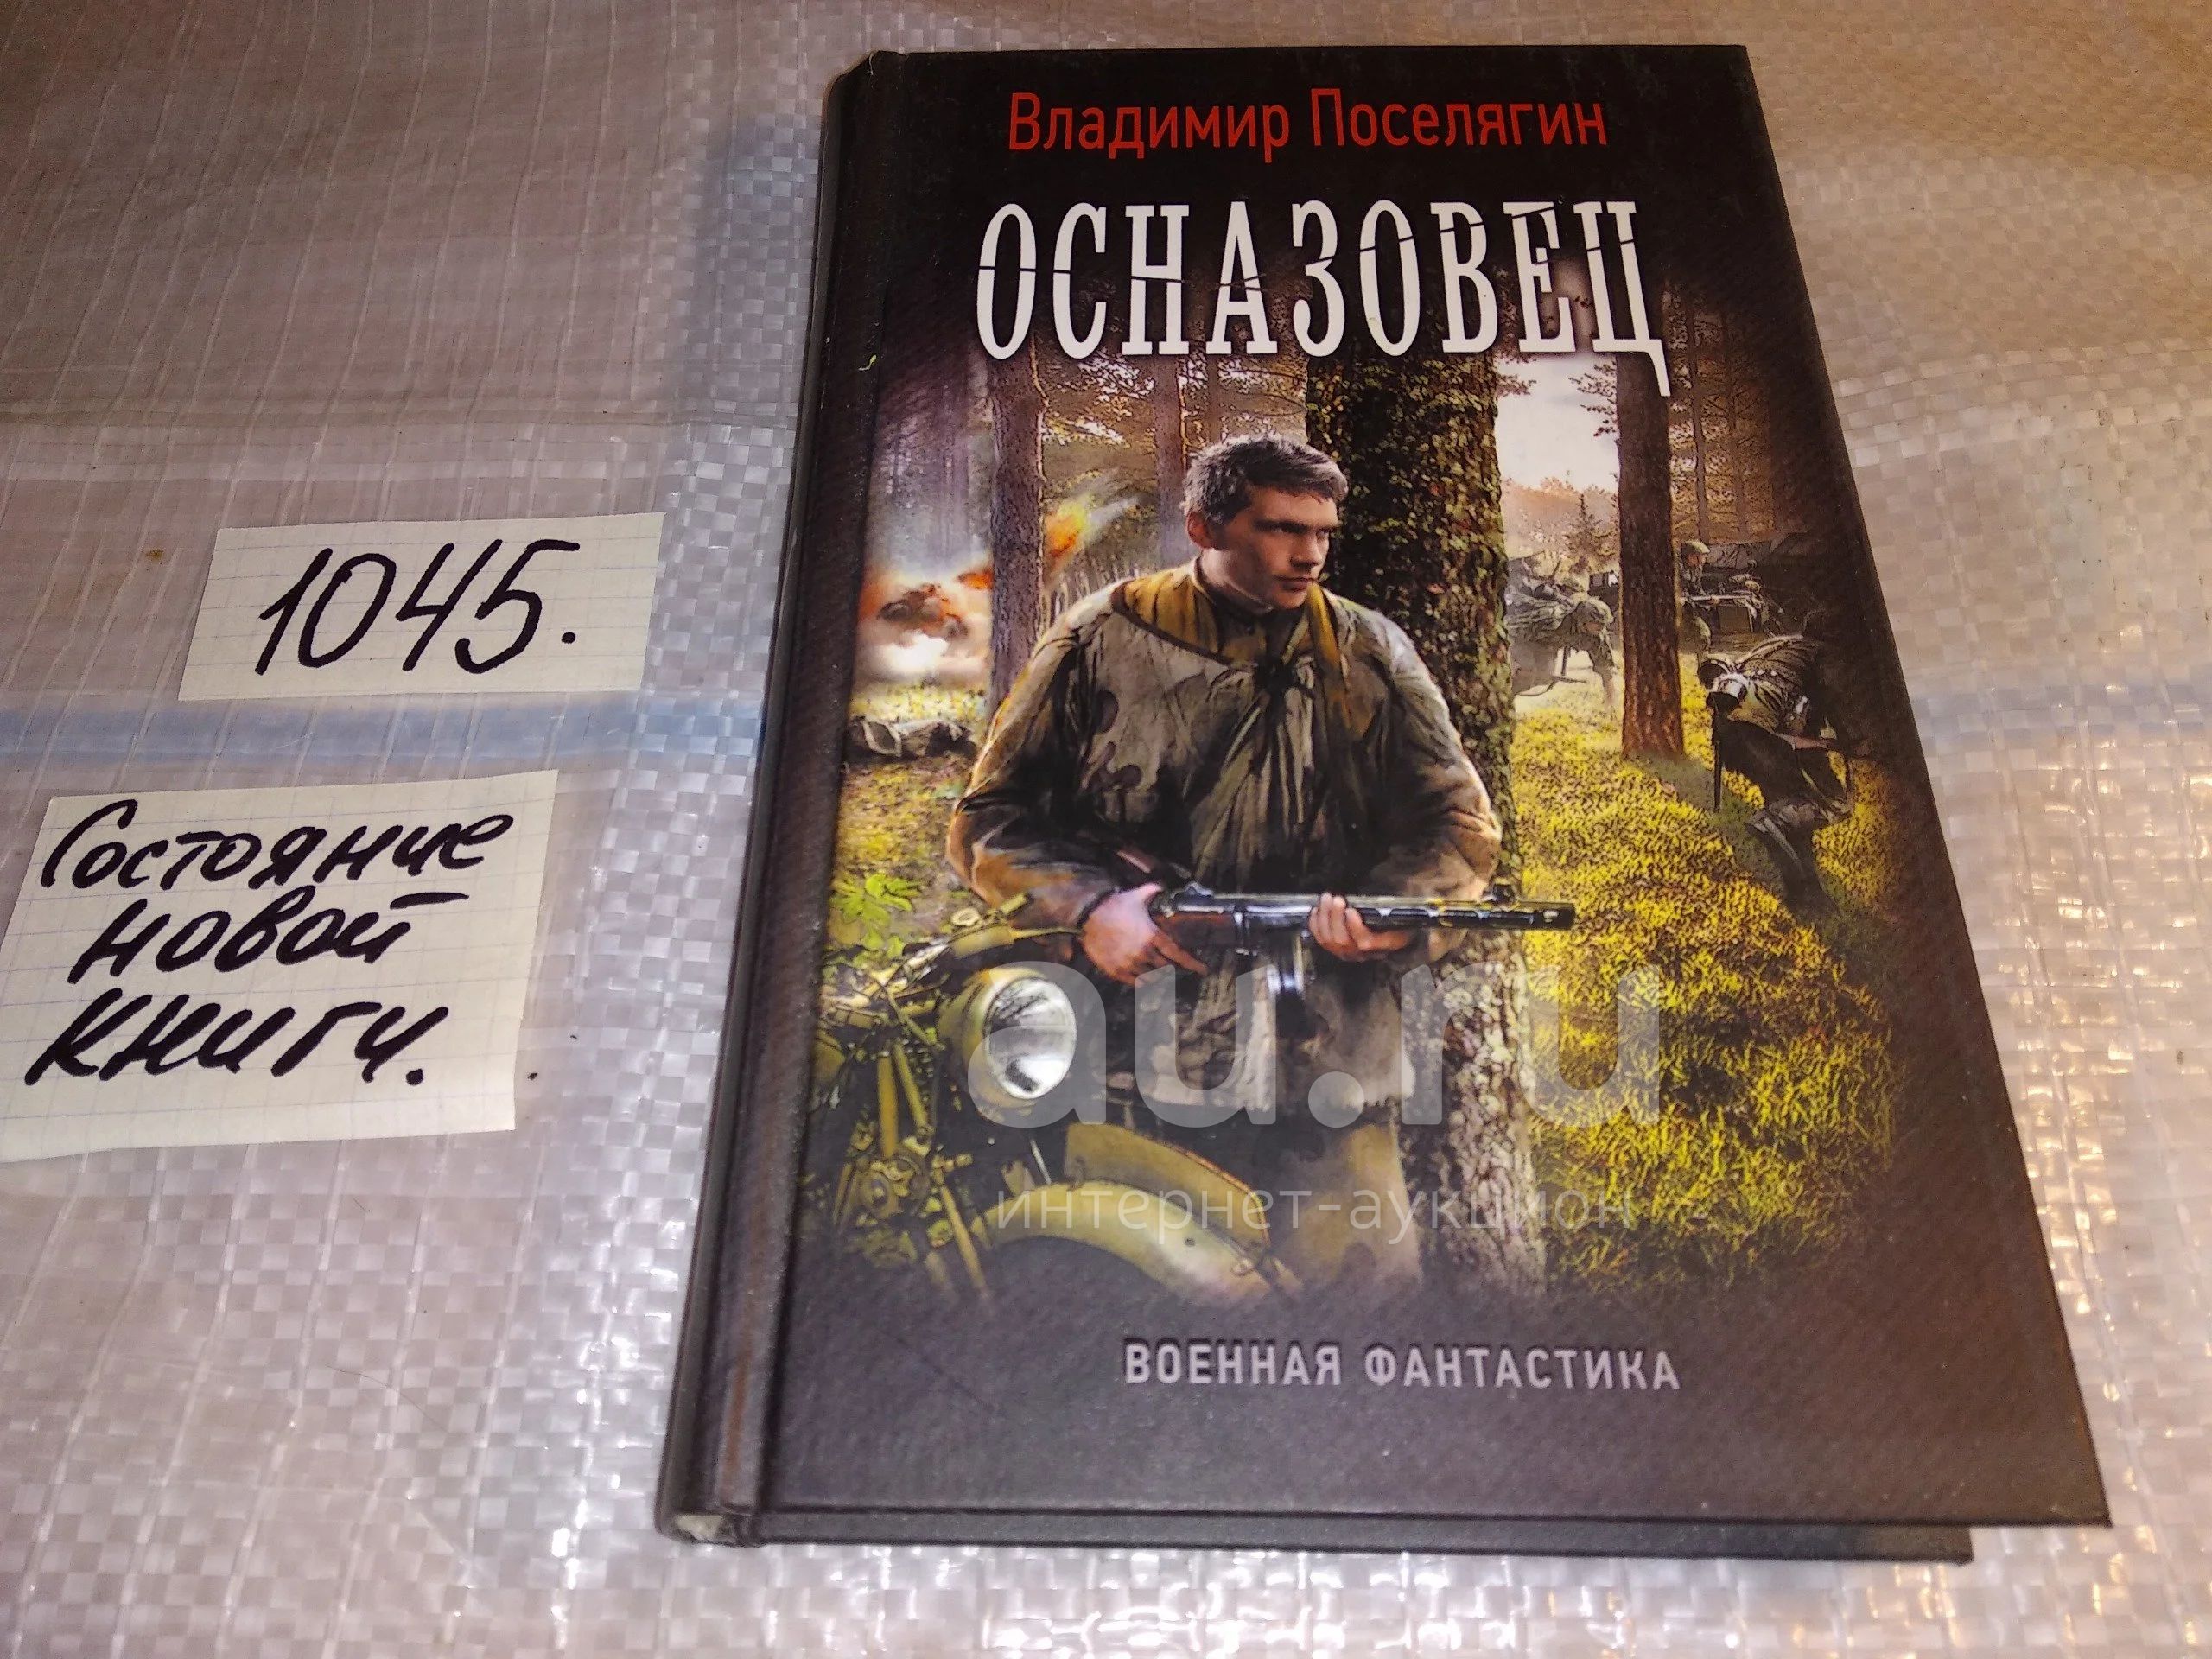 Владимир Поселягин
ОСНАЗОВЕЦ
1045.
Состояние
новой
книги.
au.ru
интернет-аукцион
ВОЕННАЯ ФАНТАСТИКА